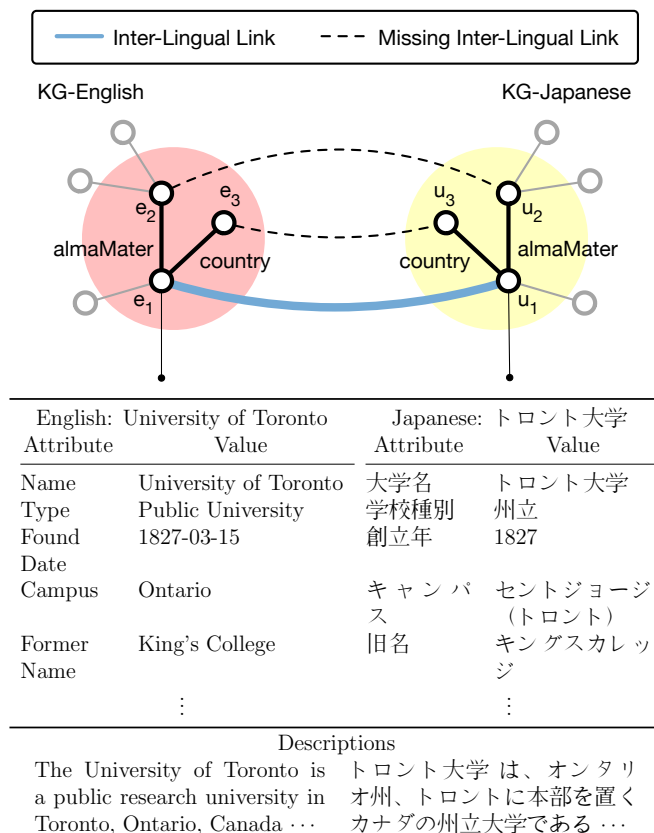 Inter-Lingual Link
Missing Inter-Lingual Link
KG-English
KG-Japanese
e2
e3
u3
u2
almaMater
country
country
almaMater
e1
u1
English: University of Toronto
Japanese: トロント大学
Attribute Value Attribute Value
Name University of Toronto 大学名 トロント大学
Type Public University 学校種別 州立
Found 1827-03-15 創立年 1827
Date
Campus Ontario キャンパ セントジョージ
ス (トロント)
Former King's College 旧名 キングスカレッ
Name ジ
⋮ ⋮
Descriptions
The University of Toronto is
a public research university in
Toronto, Ontario, Canada ⋯
トロント大学 は、オンタリ
オ州、トロントに本部を置く
カナダの州立大学である ⋯